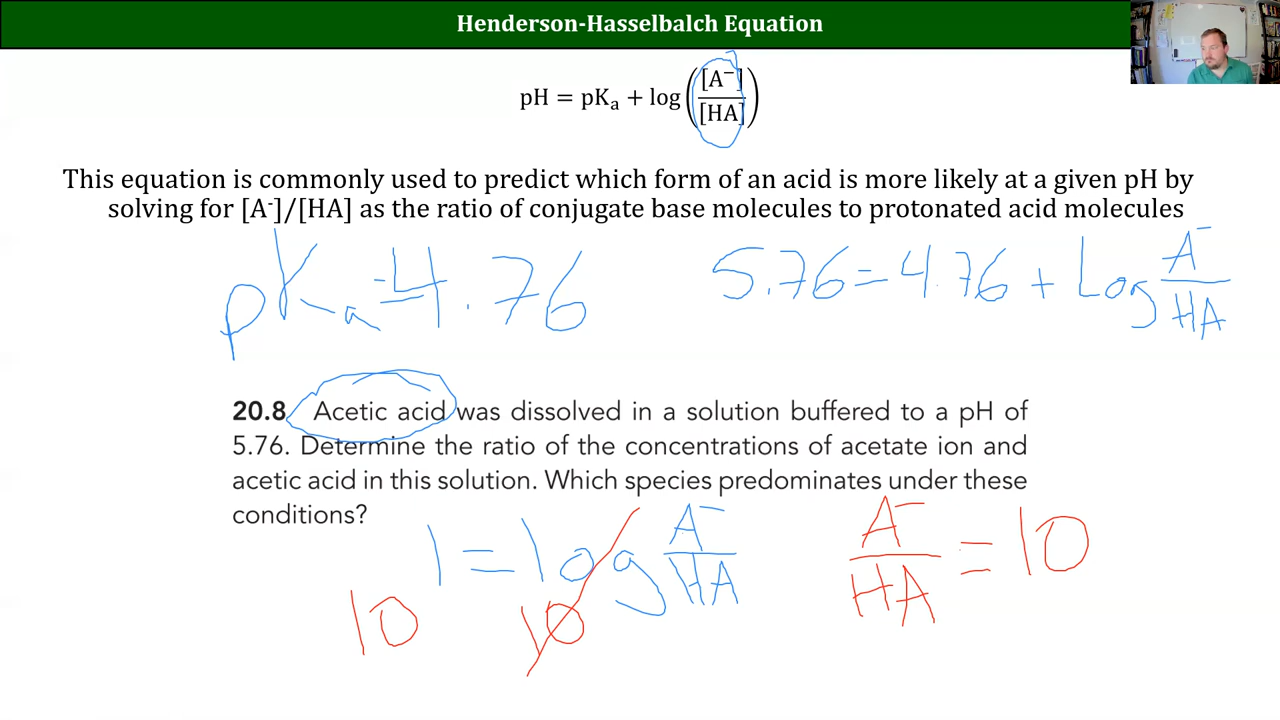 Henderson-Hasselbalch Equation
pH = pKₐ + log([A⁻]/[HA])
This equation is commonly used to predict which form of an acid is more likely at a given pH by
solving for [A⁻]/[HA] as the ratio of conjugate base molecules to protonated acid molecules
pKₐ=4.76
5.76=4.76 + Log A⁻/HA
20.8 Acetic acid was dissolved in a solution buffered to a pH of
5.76. Determine the ratio of the concentrations of acetate ion and
acetic acid in this solution. Which species predominates under these
conditions?
1 = log A⁻/HA
10 10
A⁻/HA = 10